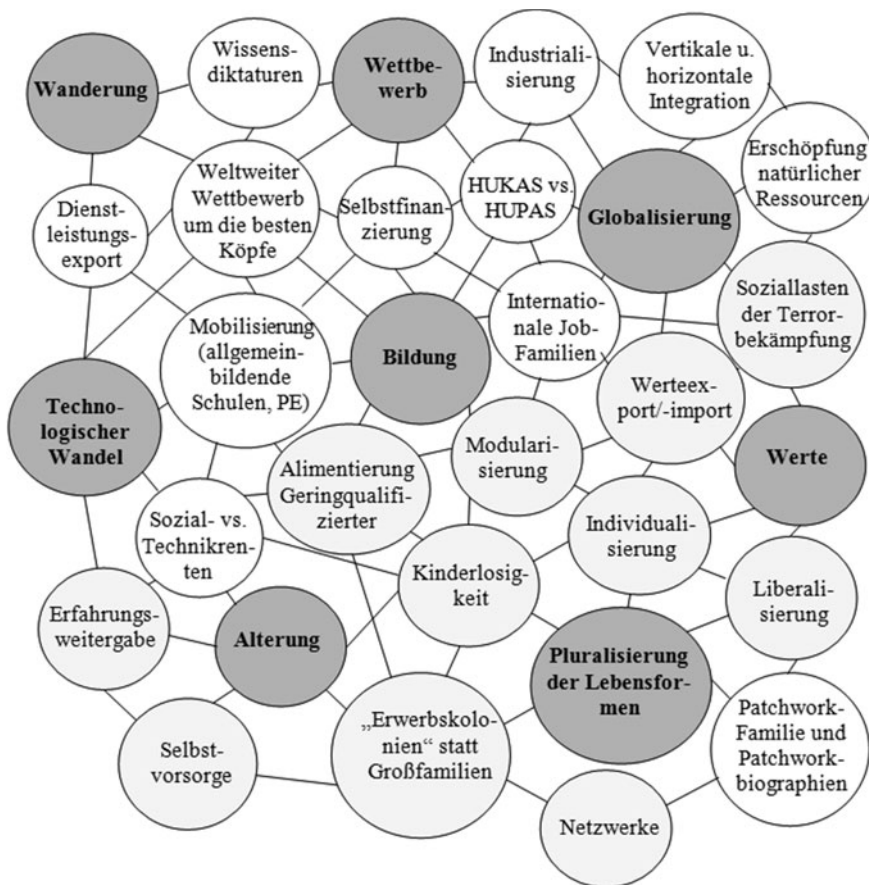 Wanderung
Wissens-
diktaturen
Wettbe-
werb
Industriali-
sierung
Vertikale u.
horizontale
Integration
Erschöpfung
natürlicher
Ressourcen
Dienst-
leistungs-
export
Weltweiter
Wettbewerb
um die besten
Köpfe
Selbstfinan-
zierung
HUKAS vs.
HUPAS
Globalisierung
Soziallasten
der Terror-
bekämpfung
Mobilisierung
(allgemein-
bildende
Schulen, PE)
Bildung
Internatio-
nale Job-
Familien
Werteex-
port/-import
Techno-
logischer
Wandel
Alimentierung
Geringqualifi-
zierter
Modulari-
sierung
Werte
Sozial- vs.
Technikren-
ten
Individuali-
sierung
Kinderlosig-
keit
Liberali-
sierung
Erfahrungs-
weitergabe
Alterung
Pluralisierung
der Lebensfor-
men
Selbst-
vorsorge
„Erwerbskolo-
nien“ statt
Großfamilien
Patchwork-
Familie und
Patchwork-
biographien
Netzwerke